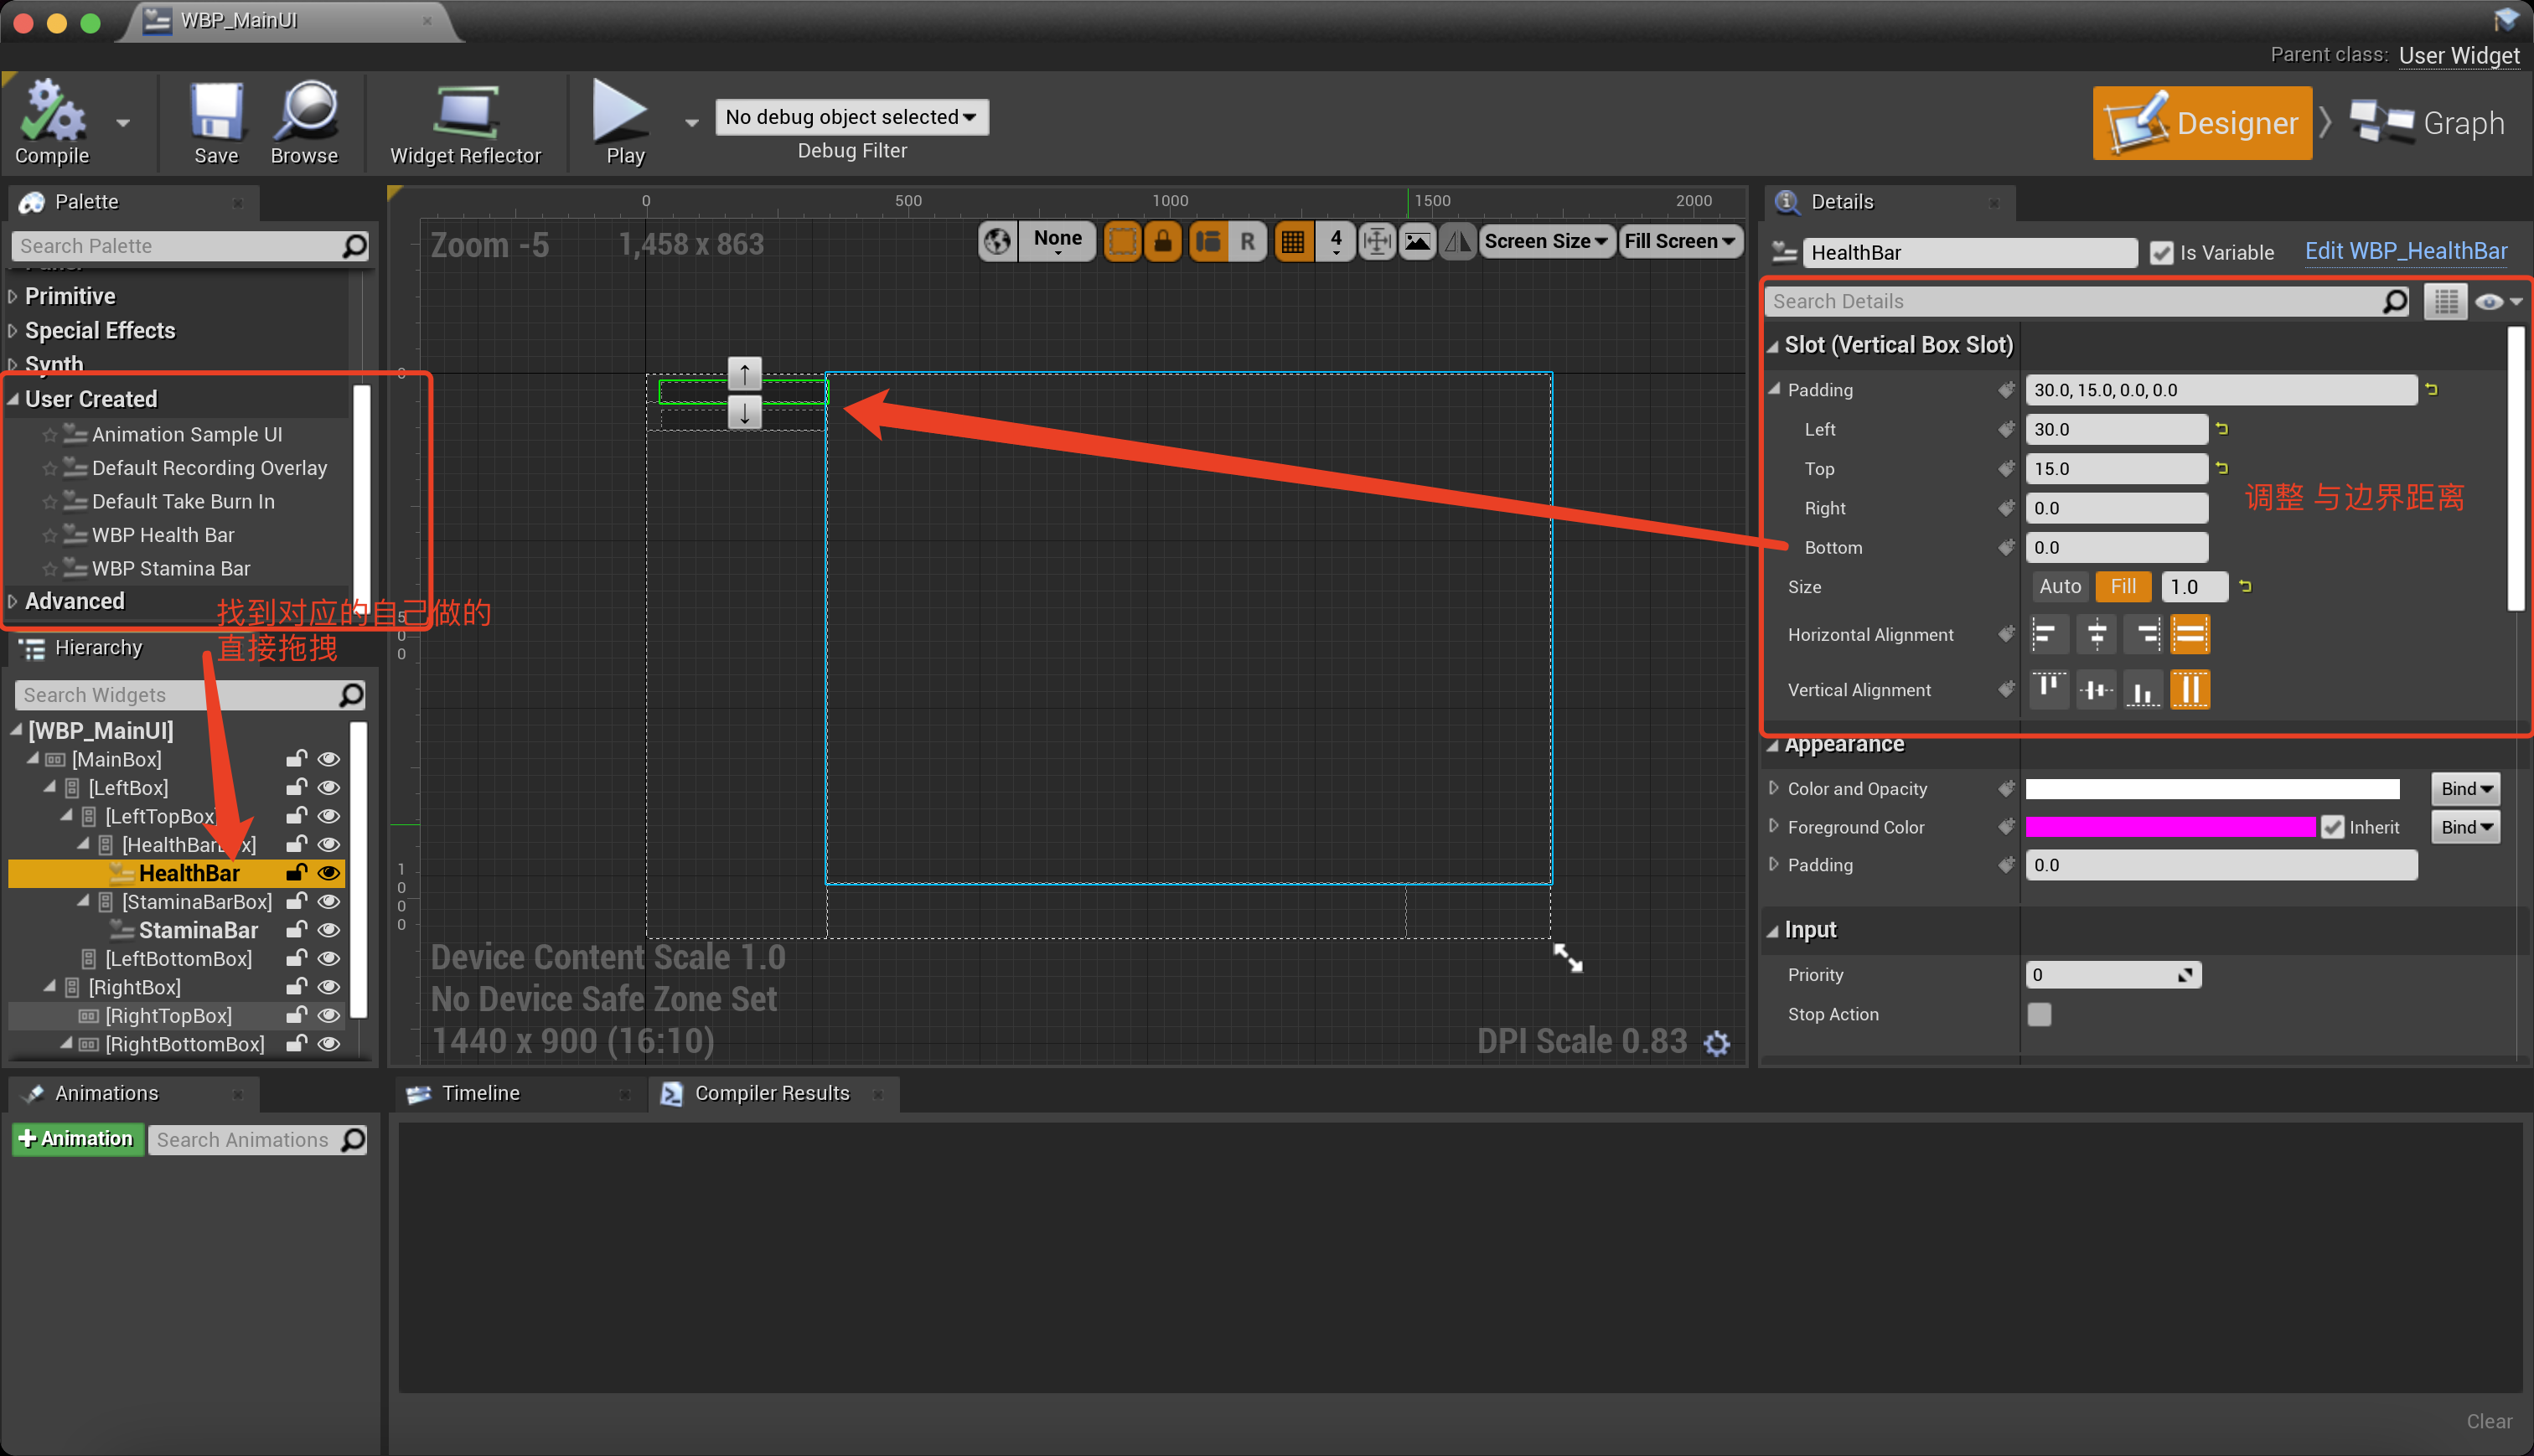 WBP_MainUI
Parent class: User Widget
Compile
Save
Browse
Widget Reflector
Play
No debug object selected
Debug Filter
Designer
Graph
Palette
Search Palette
Primitive
Special Effects
Synth
User Created
Animation Sample UI
Default Recording Overlay
Default Take Burn In
WBP Health Bar
WBP Stamina Bar
Advanced
找到对应的自己做的
直接拖拽
Hierarchy
Search Widgets
[WBP_MainUI]
[MainBox]
[LeftBox]
[LeftTopBox]
[HealthBarBox]
HealthBar
[StaminaBarBox]
StaminaBar
[LeftBottomBox]
[RightBox]
[RightTopBox]
[RightBottomBox]
0 500 1000 1500 2000
Zoom -5 1,458 x 863
None R 4 Screen Size Fill Screen
0
5
0
0
1
0
0
0
Device Content Scale 1.0
No Device Safe Zone Set
1440 x 900 (16:10)
DPI Scale 0.83
Details
HealthBar Is Variable Edit WBP_HealthBar
Search Details
Slot (Vertical Box Slot)
Padding 30.0, 15.0, 0.0, 0.0
Left 30.0
Top 15.0
Right 0.0
调整 与边界距离
Bottom 0.0
Size Auto Fill 1.0
Horizontal Alignment
Vertical Alignment
Appearance
Color and Opacity Bind
Foreground Color Inherit Bind
Padding 0.0
Input
Priority 0
Stop Action
Animations
+ Animation Search Animations
Timeline
Compiler Results
Clear